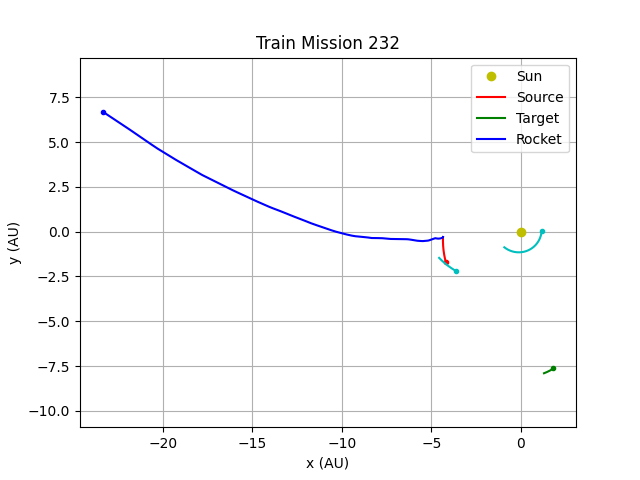 Train Mission 232
Sun
Source
Target
Rocket
7.5
5.0
2.5
0.0
−2.5
−5.0
−7.5
−10.0
y (AU)
−20 −15 −10 −5 0
x (AU)